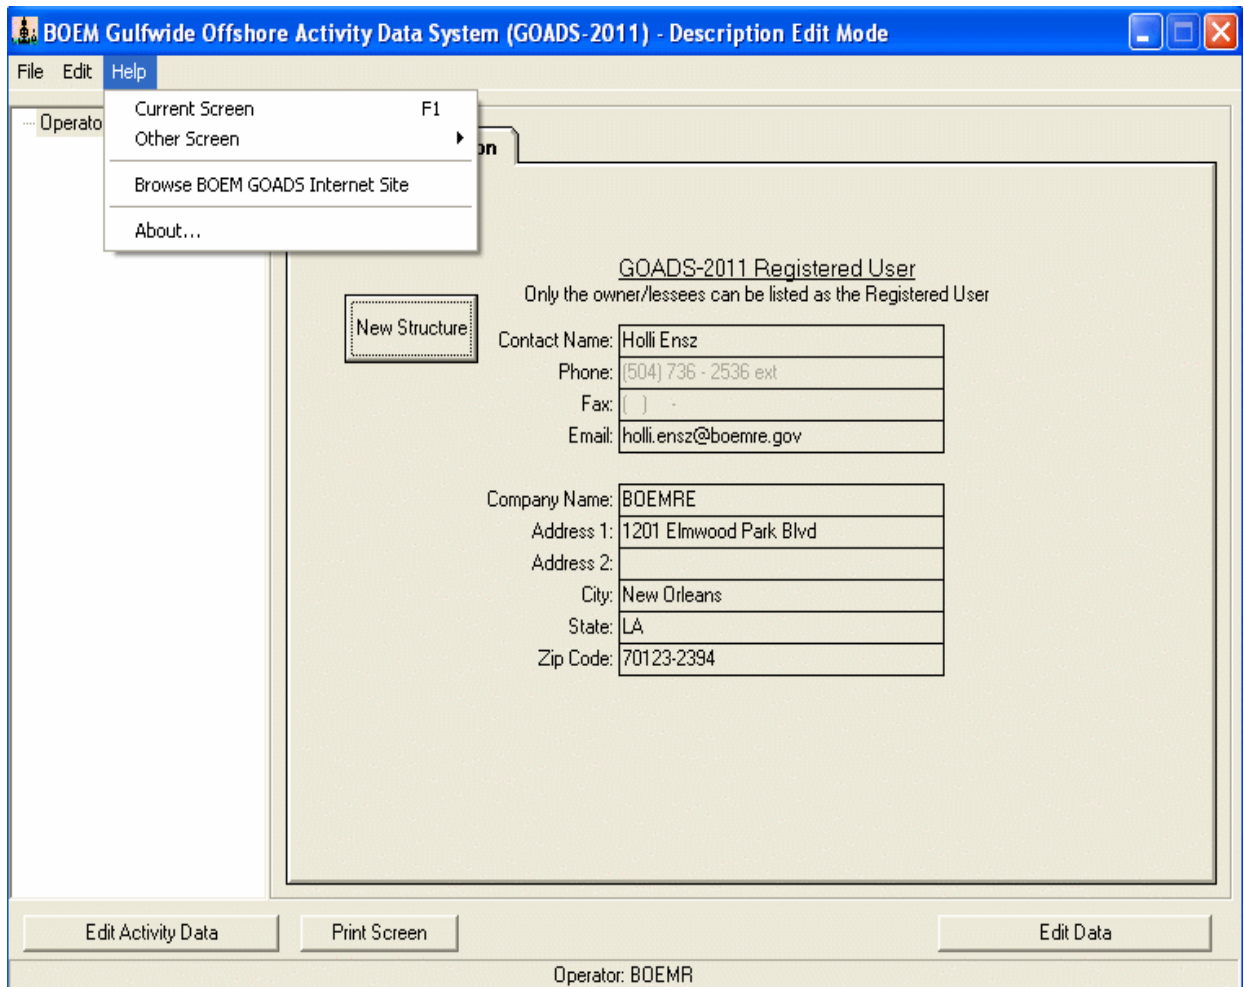 BOEM Gulfwide Offshore Activity Data System (GOADS-2011) - Description Edit Mode
File Edit Help
Current Screen F1
Other Screen
Browse BOEM GOADS Internet Site
About...
Operato
on
GOADS-2011 Registered User
Only the owner/lessees can be listed as the Registered User
New Structure
Contact Name: Holli Ensz
Phone: (504) 736 - 2536 ext
Fax: ( ) -
Email: holli.ensz@boemre.gov
Company Name: BOEMRE
Address 1: 1201 Elmwood Park Blvd
Address 2:
City: New Orleans
State: LA
Zip Code: 70123-2394
Edit Activity Data Print Screen Edit Data
Operator: BOEMR